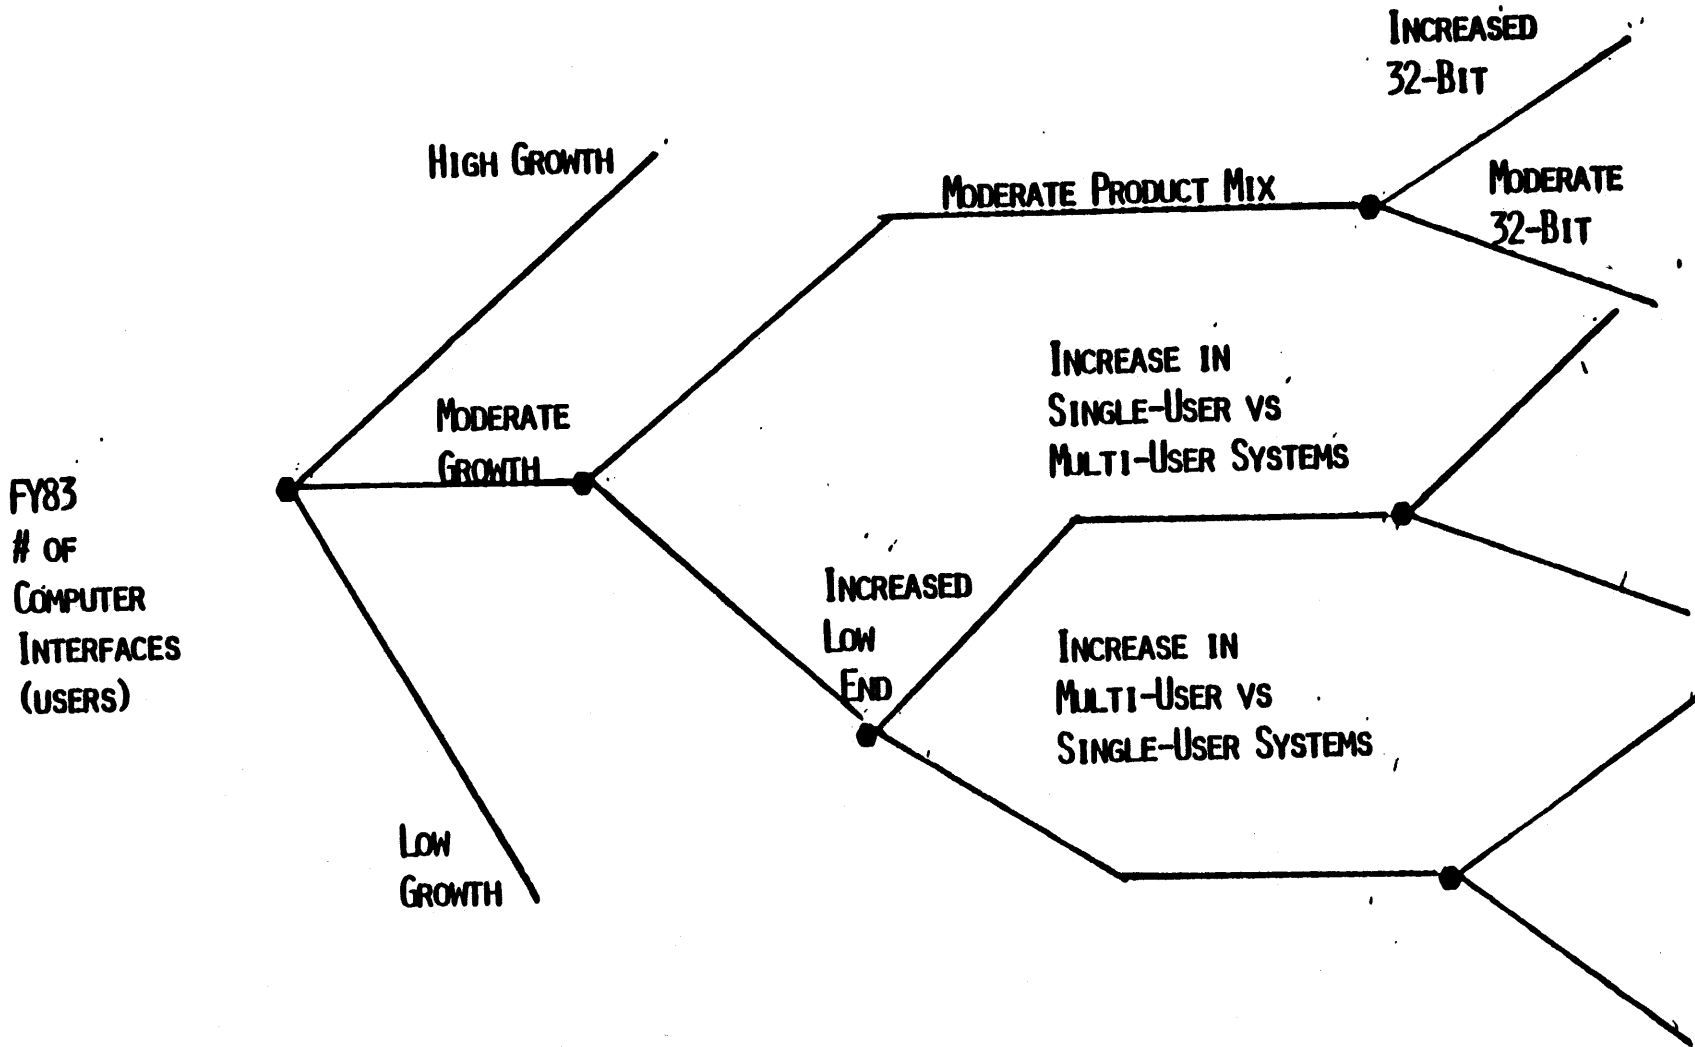 FY83
# OF
COMPUTER
INTERFACES
(USERS)
HIGH GROWTH
MODERATE
GROWTH
LOW
GROWTH
MODERATE PRODUCT MIX
INCREASED
LOW
END
INCREASE IN
SINGLE-USER VS
MULTI-USER SYSTEMS
INCREASE IN
MULTI-USER VS
SINGLE-USER SYSTEMS
INCREASED
32-BIT
MODERATE
32-BIT